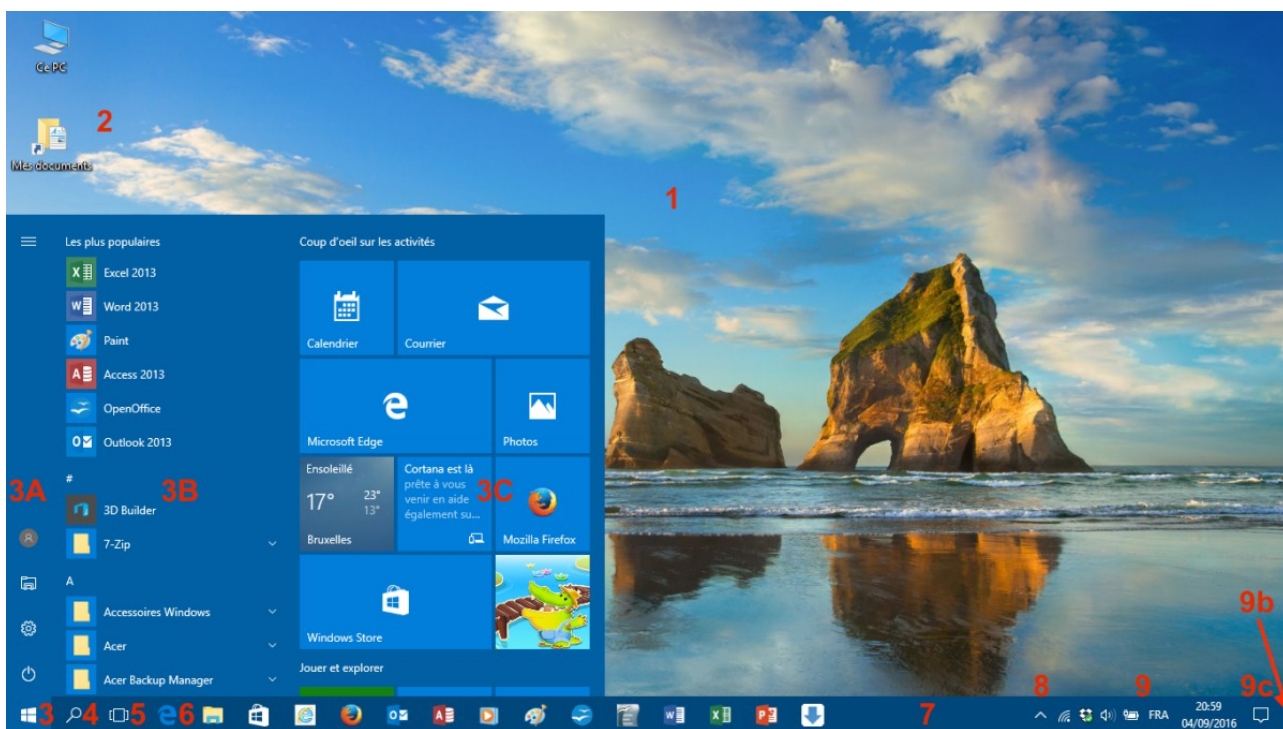 Ce PC
2
Mes documents
1
Les plus populaires
Coup d'oeil sur les activités
Excel 2013
Word 2013
Paint
Access 2013
OpenOffice
Outlook 2013
#
3A
3B
3D Builder
7-Zip
A
Accessoires Windows
Acer
Acer Backup Manager
Calendrier
Courrier
Microsoft Edge
Photos
Ensoleillé
17°
23°
13°
Bruxelles
Cortana est là
prête à vous
venir en aide
également su...
3C
Mozilla Firefox
Windows Store
Jouer et explorer
9b
8
9
9c
3
4
5
6
7
FRA
20:59
04/09/2016